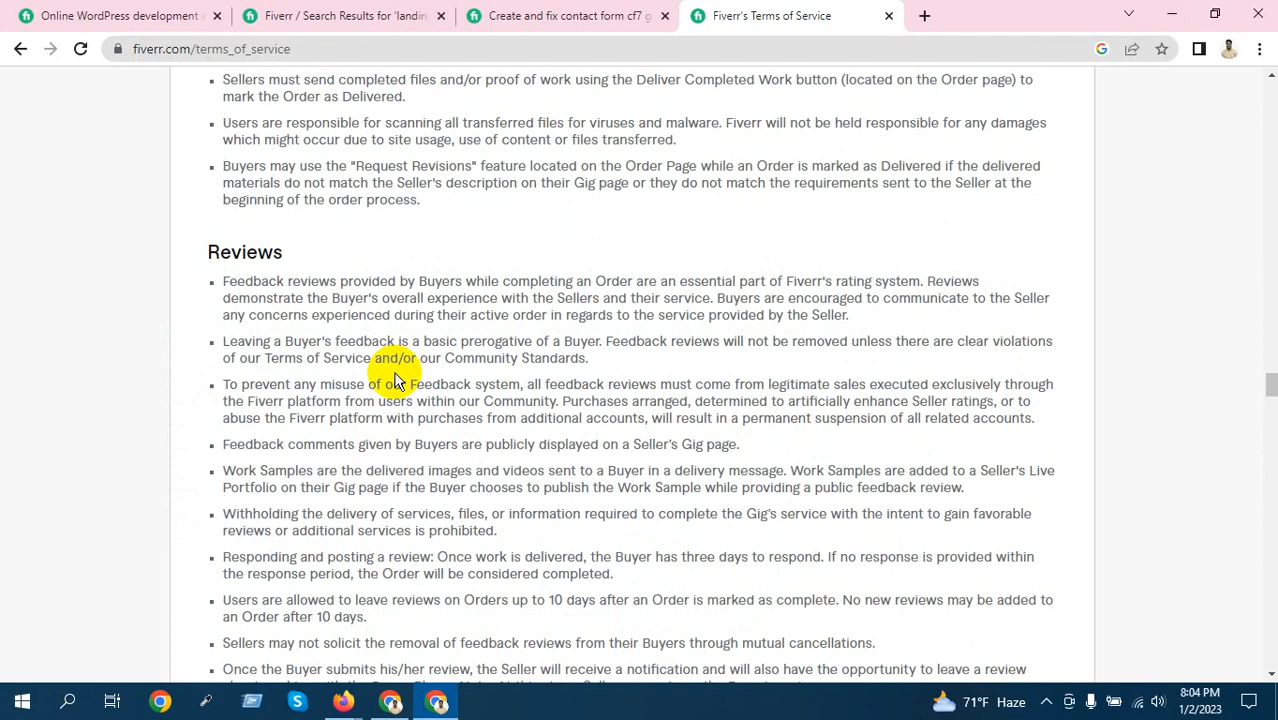 Online WordPress development a
Fiverr / Search Results for 'landin
Create and fix contact form cf7 g
Fiverr's Terms of Service
fiverr.com/terms_of_service
Sellers must send completed files and/or proof of work using the Deliver Completed Work button (located on the Order page) to
mark the Order as Delivered.
Users are responsible for scanning all transferred files for viruses and malware. Fiverr will not be held responsible for any damages
which might occur due to site usage, use of content or files transferred.
Buyers may use the "Request Revisions" feature located on the Order Page while an Order is marked as Delivered if the delivered
materials do not match the Seller's description on their Gig page or they do not match the requirements sent to the Seller at the
beginning of the order process.
Reviews
Feedback reviews provided by Buyers while completing an Order are an essential part of Fiverr's rating system. Reviews
demonstrate the Buyer's overall experience with the Sellers and their service. Buyers are encouraged to communicate to the Seller
any concerns experienced during their active order in regards to the service provided by the Seller.
Leaving a Buyer's feedback is a basic prerogative of a Buyer. Feedback reviews will not be removed unless there are clear violations
of our Terms of Service and/or our Community Standards.
To prevent any misuse of our Feedback system, all feedback reviews must come from legitimate sales executed exclusively through
the Fiverr platform from users within our Community. Purchases arranged, determined to artificially enhance Seller ratings, or to
abuse the Fiverr platform with purchases from additional accounts, will result in a permanent suspension of all related accounts.
Feedback comments given by Buyers are publicly displayed on a Seller's Gig page.
Work Samples are the delivered images and videos sent to a Buyer in a delivery message. Work Samples are added to a Seller's Live
Portfolio on their Gig page if the Buyer chooses to publish the Work Sample while providing a public feedback review.
Withholding the delivery of services, files, or information required to complete the Gig's service with the intent to gain favorable
reviews or additional services is prohibited.
Responding and posting a review: Once work is delivered, the Buyer has three days to respond. If no response is provided within
the response period, the Order will be considered completed.
Users are allowed to leave reviews on Orders up to 10 days after an Order is marked as complete. No new reviews may be added to
an Order after 10 days.
Sellers may not solicit the removal of feedback reviews from their Buyers through mutual cancellations.
Once the Buyer submits his/her review, the Seller will receive a notification and will also have the opportunity to leave a review
71°F Haze
8:04 PM
1/2/2023